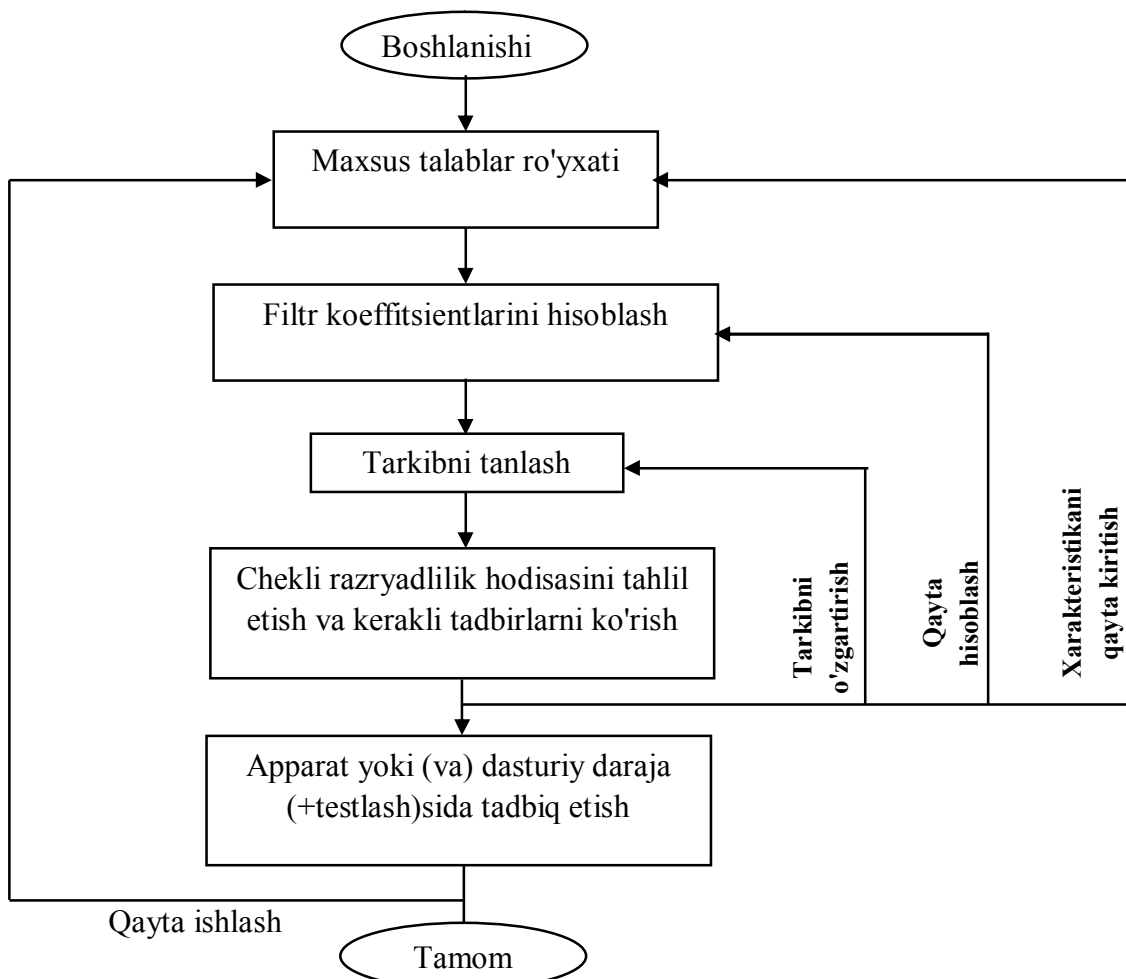 Boshlanishi
Maxsus talablar ro'yxati
Filtr koeffitsientlarini hisoblash
Tarkibni tanlash
Chekli razryadlilik hodisasini tahlil
etish va kerakli tadbirlarni ko'rish
Tarkibni
o'zgartirish
Qayta
hisoblash
Xarakteristikani
qayta kiritish
Apparat yoki (va) dasturiy daraja
(+testlash)sida tadbiq etish
Qayta ishlash
Tamom